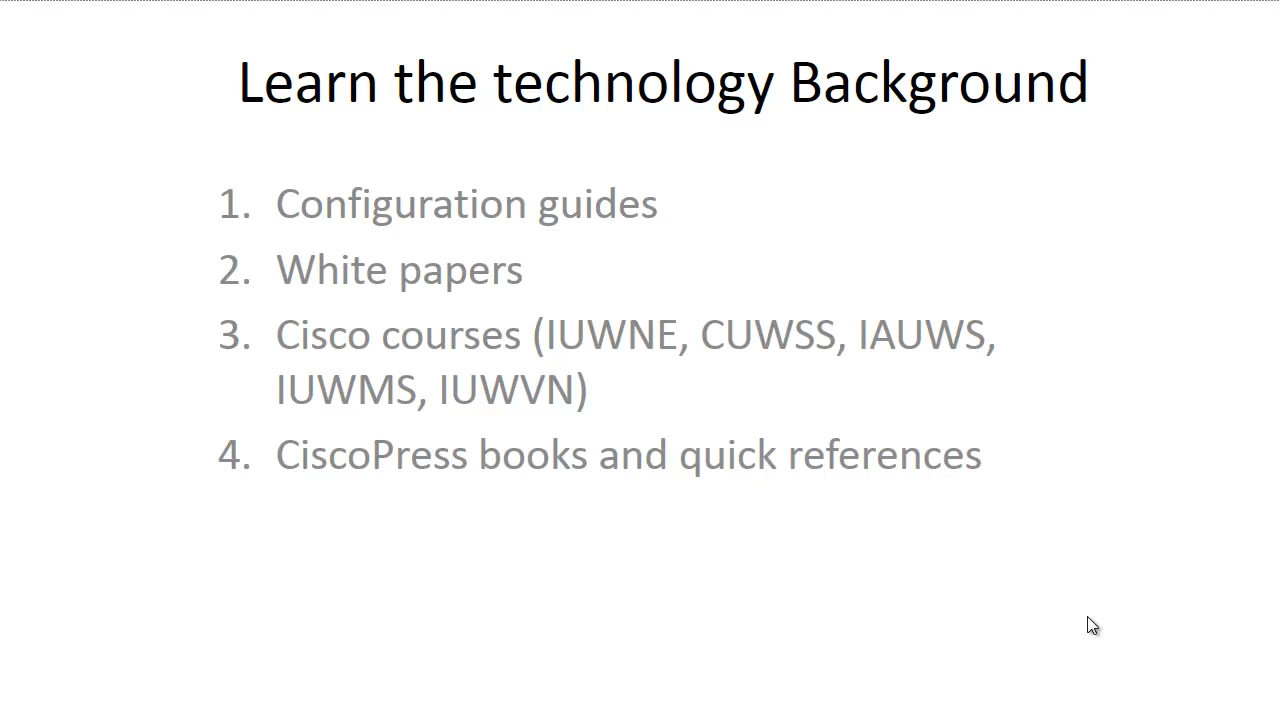 Learn the technology Background
1. Configuration guides
2. White papers
3. Cisco courses (IUWNE, CUWSS, IAUWS,
IUWMS, IUWVN)
4. CiscoPress books and quick references